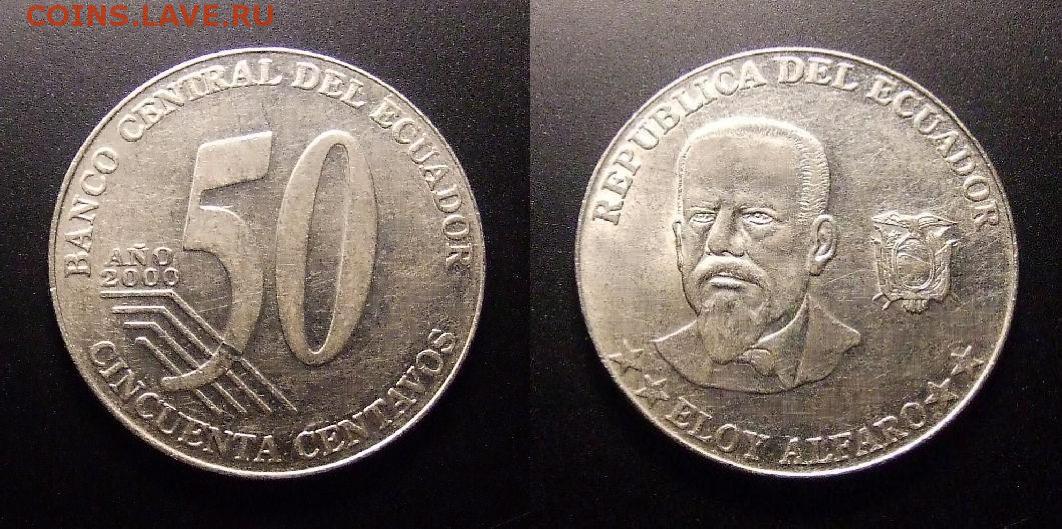 COINS.LAVE.RU
BANCO CENTRAL DEL ECUADOR
50
AÑO
2000
CINCUENTA CENTAVOS
REPUBLICA DEL ECUADOR
ELOY ALFARO